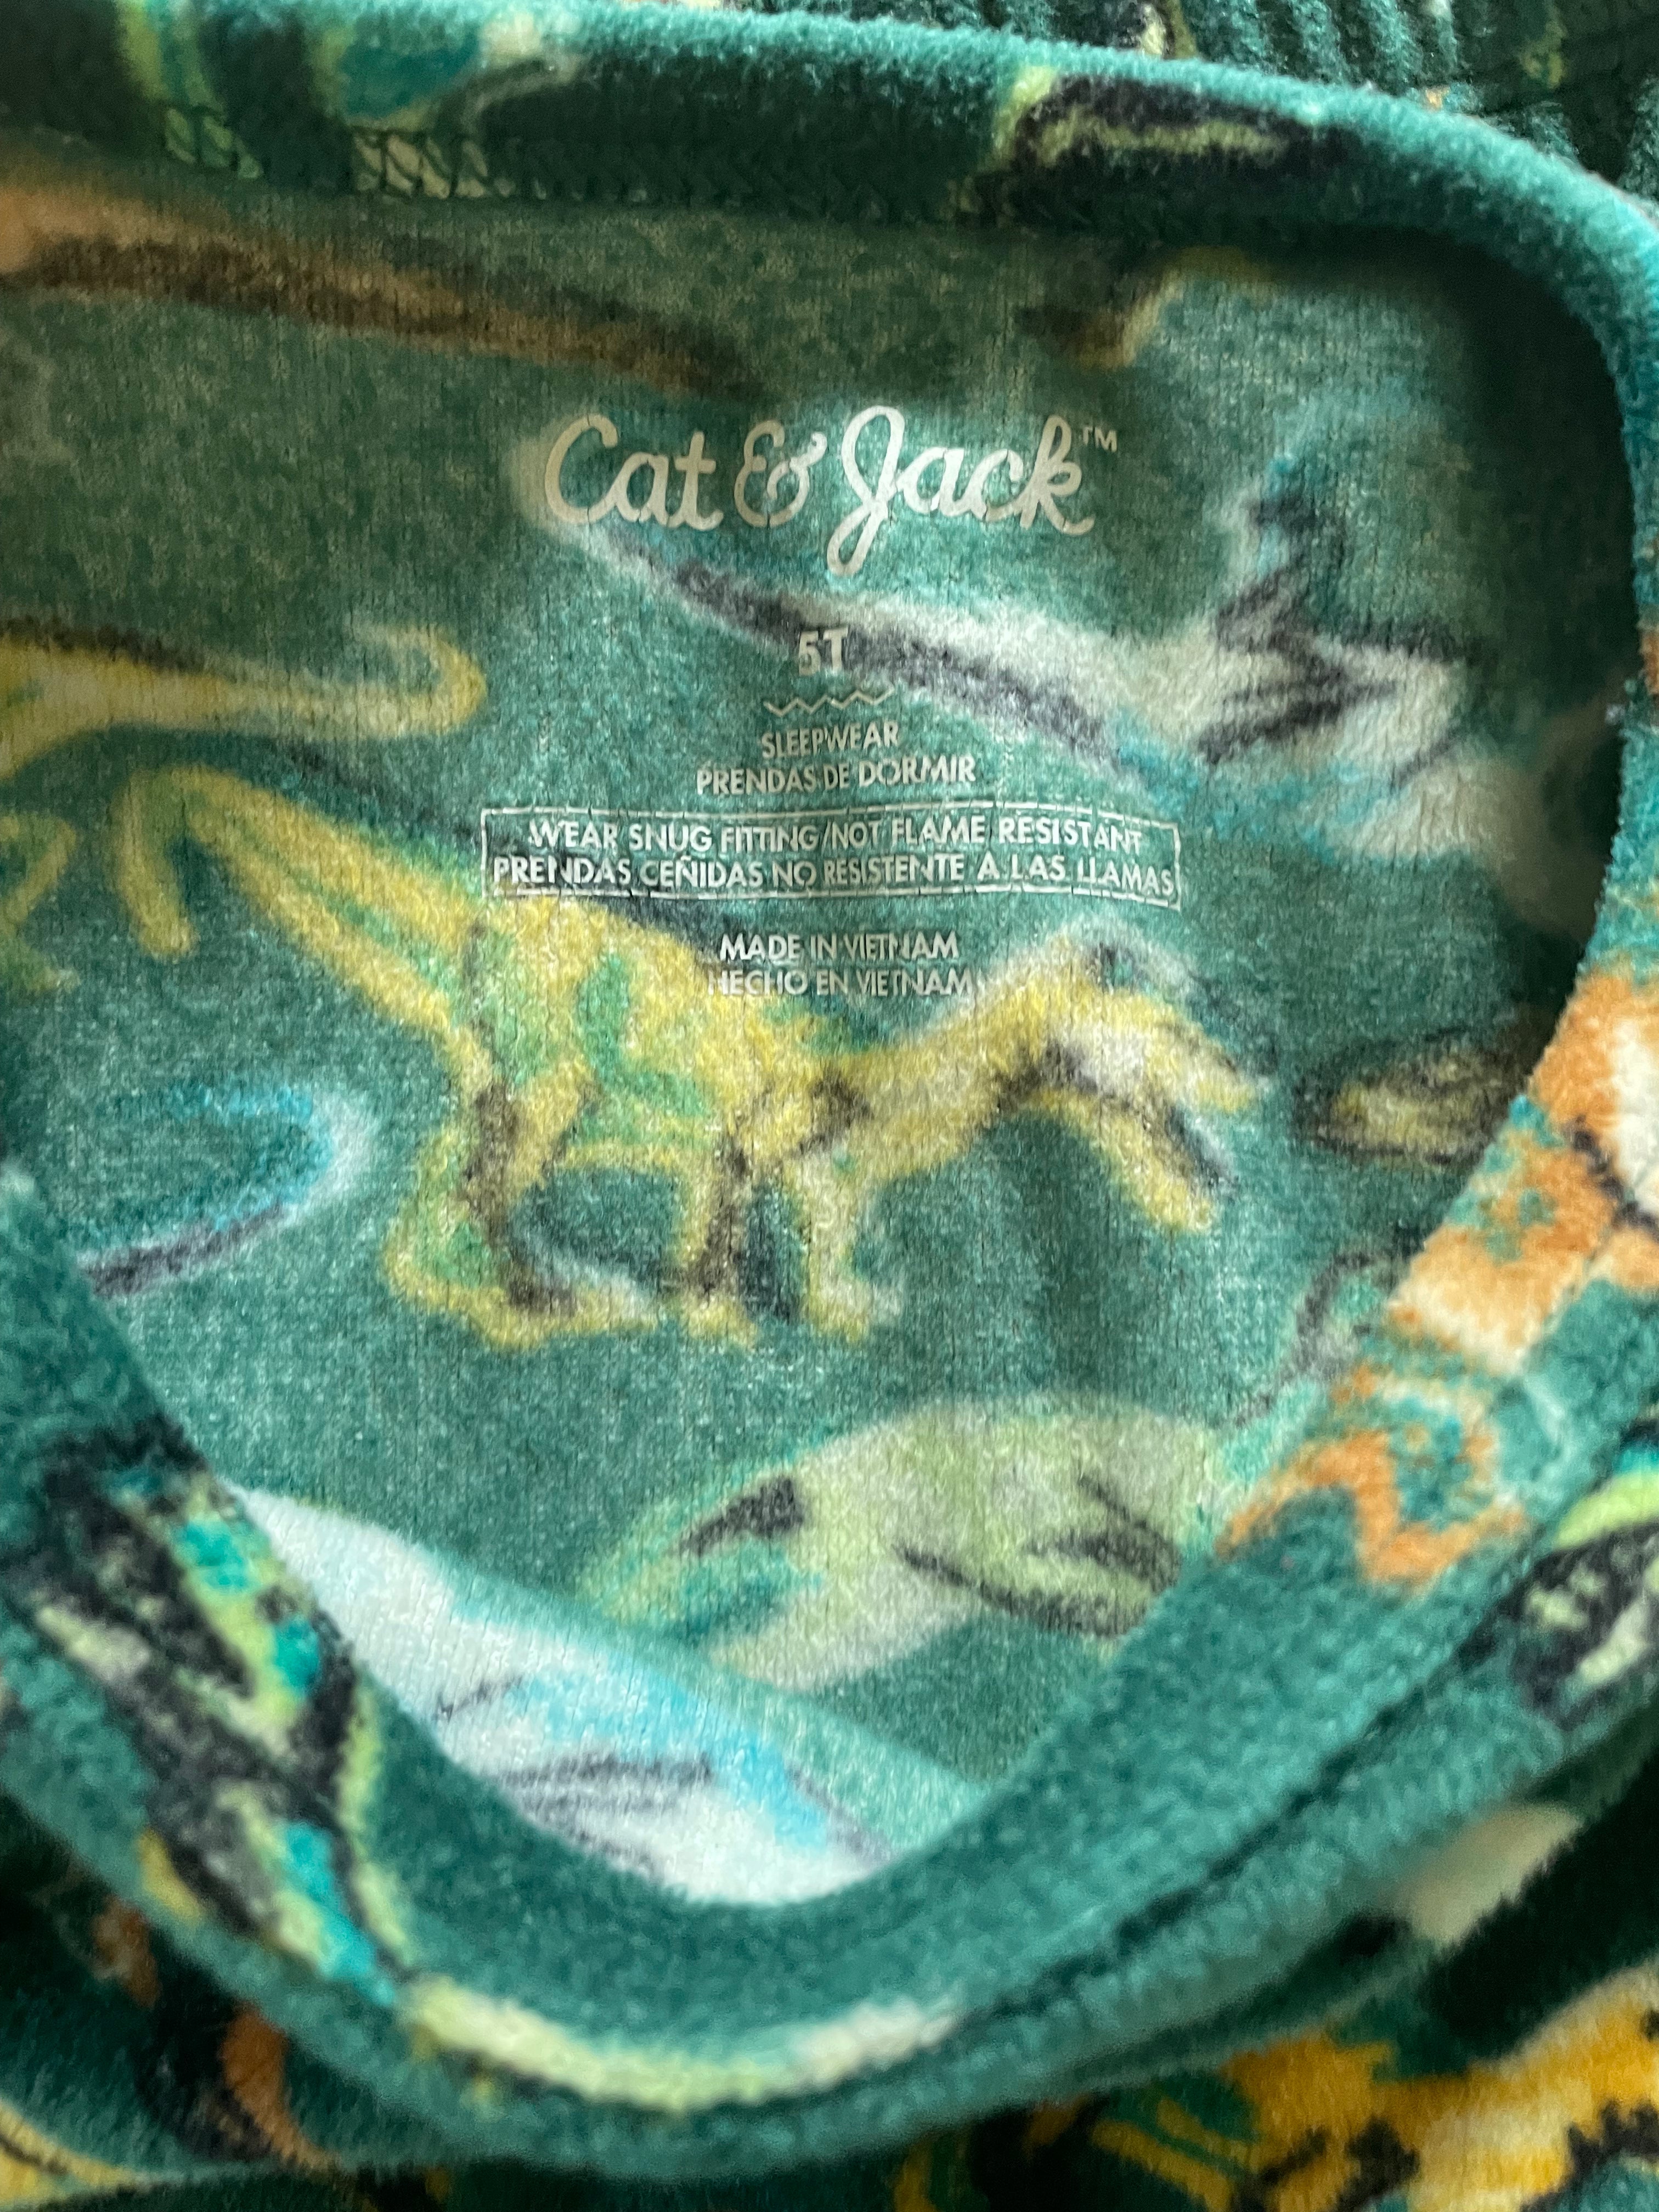 Cat & Jack™
5T
SLEEPWEAR
PRENDAS DE DORMIR
WEAR SNUG FITTING/NOT FLAME RESISTANT
PRENDAS CEÑIDAS NO RESISTENTE A LAS LLAMAS
MADE IN VIETNAM
HECHO EN VIETNAM